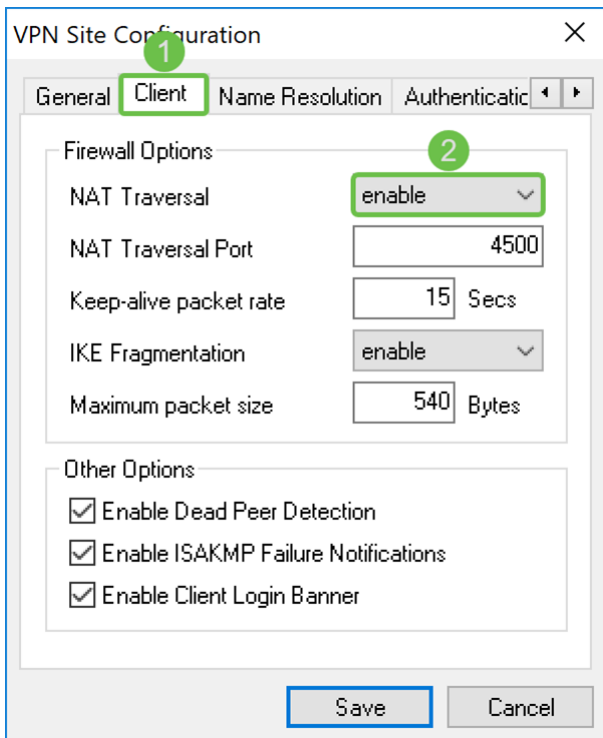 VPN Site Configuration
1
General Client Name Resolution Authenticatic
Firewall Options
2
NAT Traversal enable
NAT Traversal Port 4500
Keep-alive packet rate 15 Secs
IKE Fragmentation enable
Maximum packet size 540 Bytes
Other Options
Enable Dead Peer Detection
Enable ISAKMP Failure Notifications
Enable Client Login Banner
Save Cancel